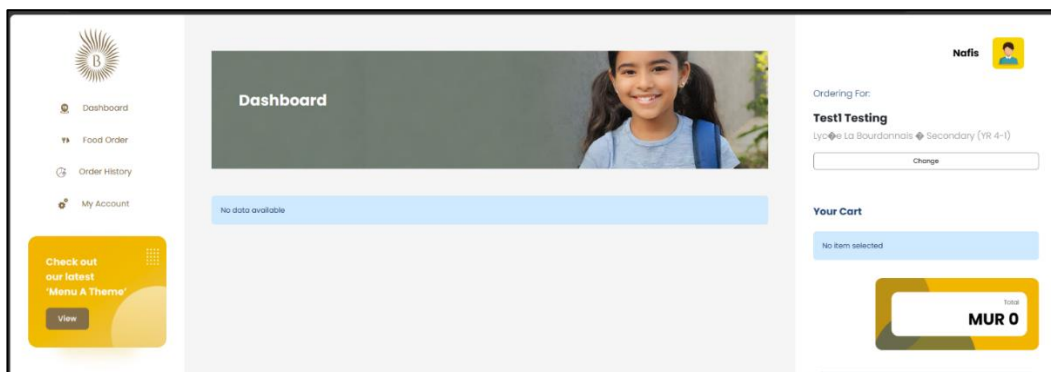 B
Dashboard
Food Order
Order History
My Account
Check out
our latest
'Menu A Theme'
View
Dashboard
No data available
Nafis
Ordering For:
Test1 Testing
Lyc�e La Bourdonnais � Secondary (YR 4-1)
Change
Your Cart
No item selected
Total
MUR 0